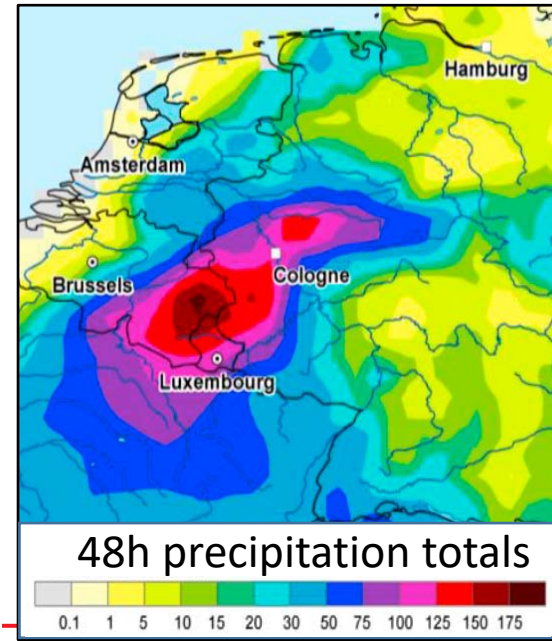 Hamburg
Amsterdam
Brussels
Cologne
Luxembourg
48h precipitation totals
0.1 1 5 10 15 20 30 50 75 100 125 150 175